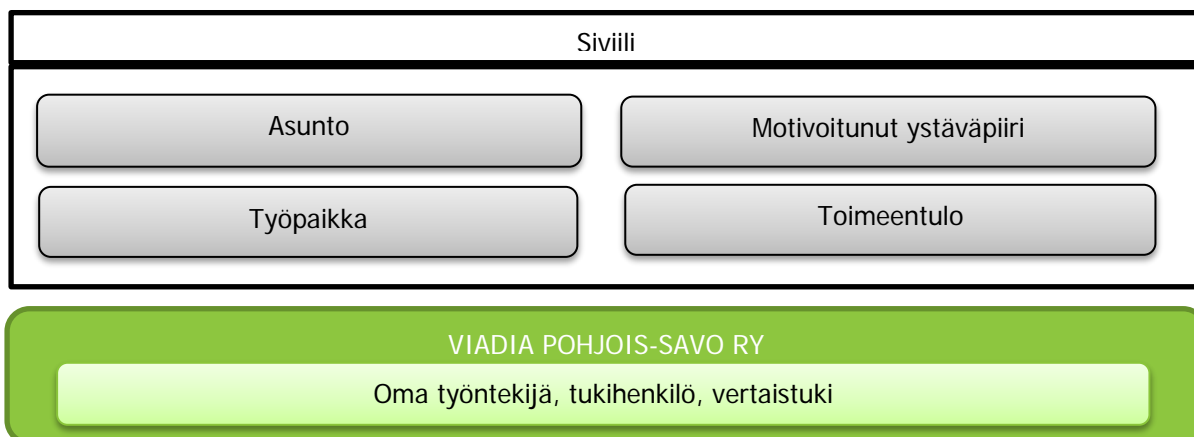 Siviili
Asunto
Motivoitunut ystäväpiiri
Työpaikka
Toimeentulo
VIADIA POHJOIS-SAVO RY
Oma työntekijä, tukihenkilö, vertaistuki